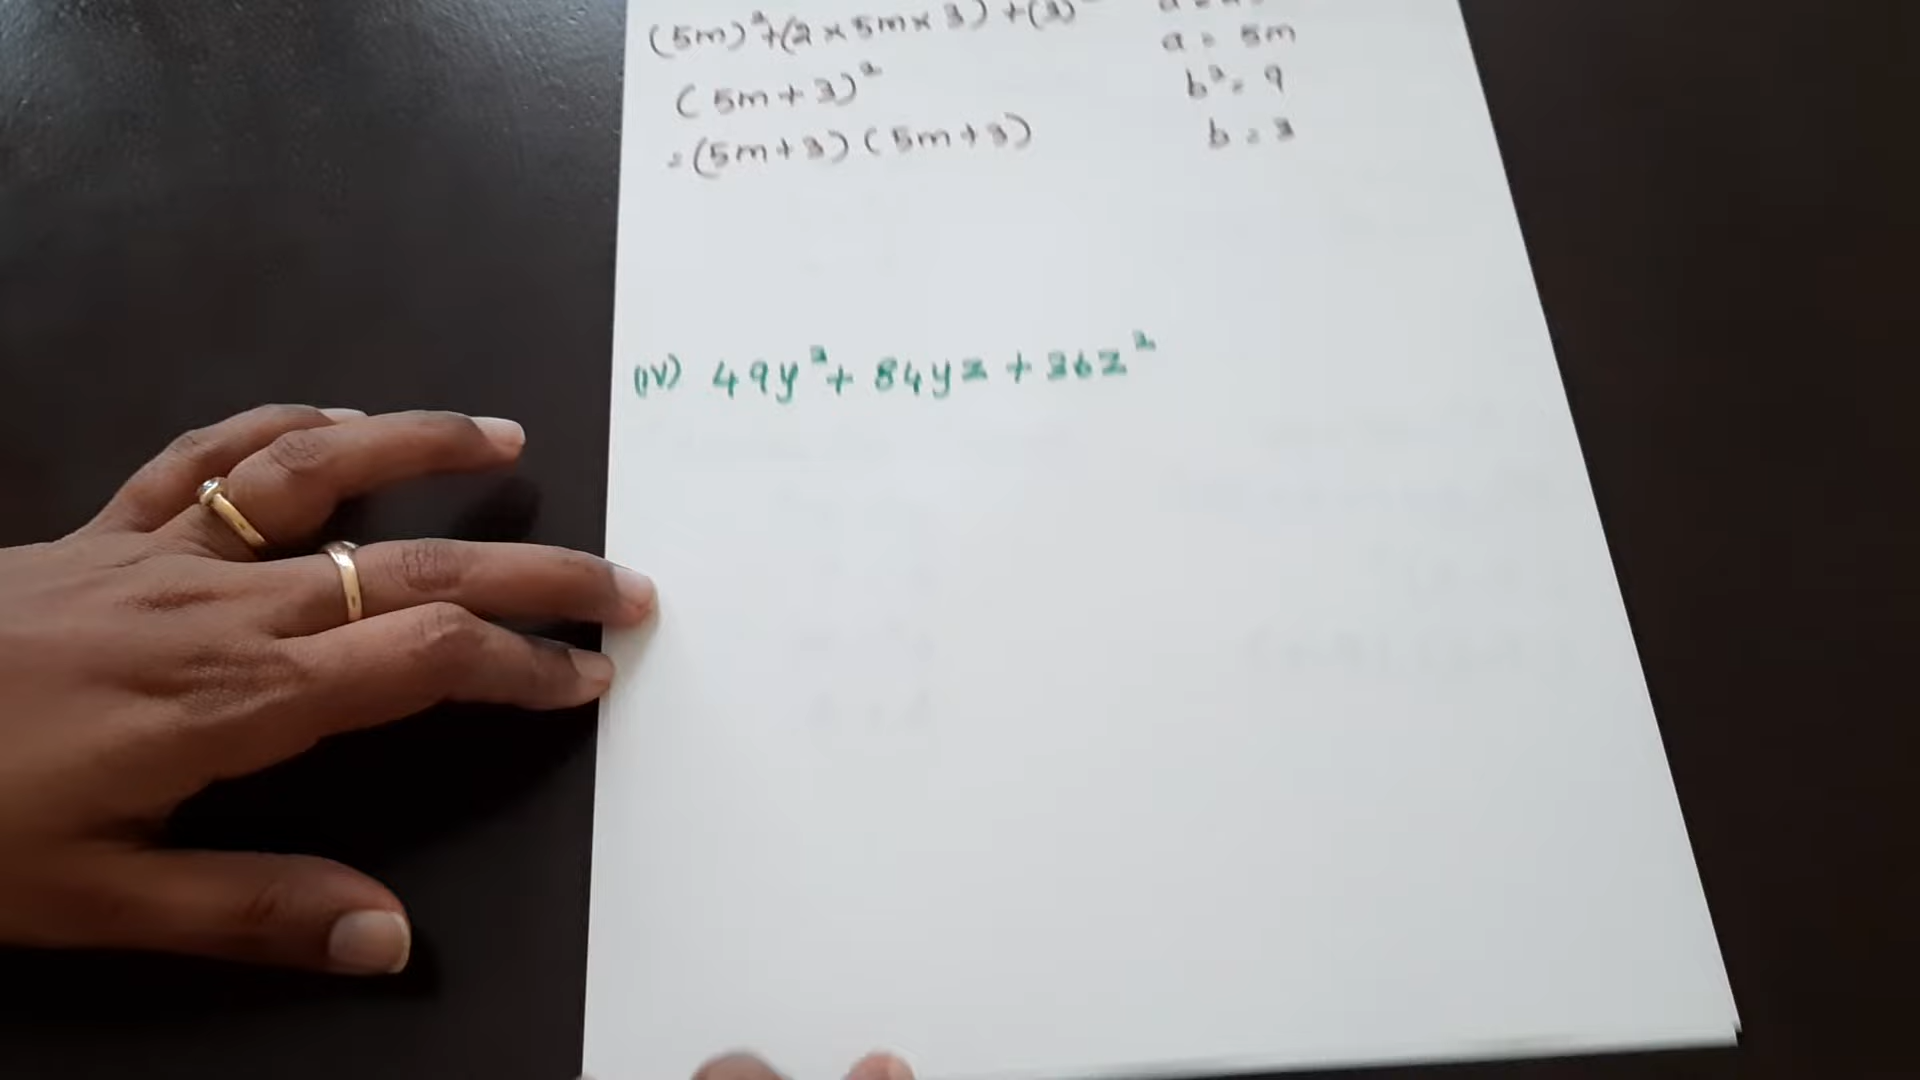 (5m)²+(2×5m×3)+(3)
a = 5m
(5m+3)²
b² = 9
=(5m+3)(5m+3)
b = 3
(iv) 49y²+ 84yz + 36z²